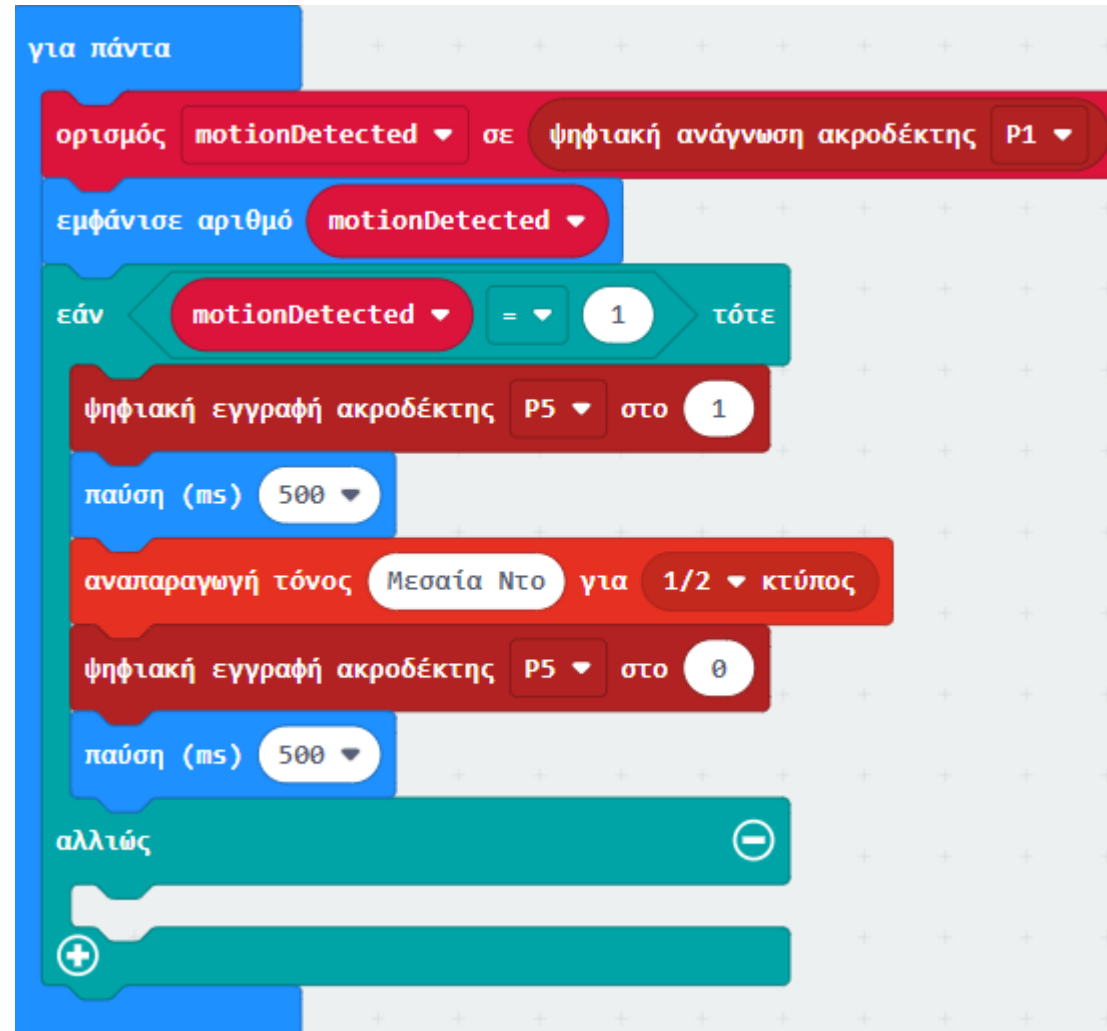 για πάντα
ορισμός motionDetected σε ψηφιακή ανάγνωση ακροδέκτης P1
εμφάνισε αριθμό motionDetected
εάν motionDetected = 1 τότε
ψηφιακή εγγραφή ακροδέκτης P5 στο 1
παύση (ms) 500
αναπαραγωγή τόνος Μεσαία Ντο για 1/2 κτύπος
ψηφιακή εγγραφή ακροδέκτης P5 στο 0
παύση (ms) 500
αλλιώς